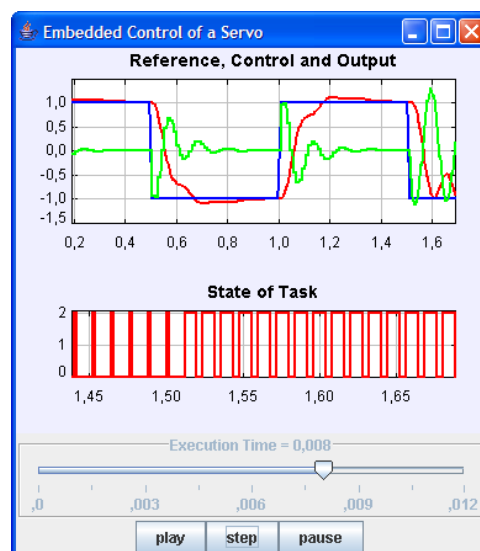 Embedded Control of a Servo
Reference, Control and Output
1,0
0,5
0,0
-0,5
-1,0
-1,5
0,2 0,4 0,6 0,8 1,0 1,2 1,4 1,6
State of Task
2
1
0
1,45 1,50 1,55 1,60 1,65
Execution Time = 0,008
,0 ,003 ,006 ,009 ,012
play step pause